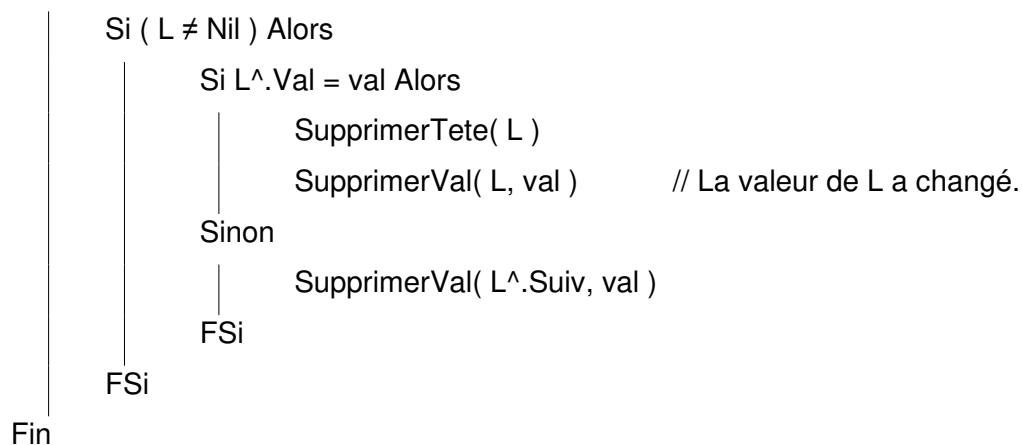 Si ( L ≠ Nil ) Alors
Si L^.Val = val Alors
SupprimerTete( L )
SupprimerVal( L, val ) // La valeur de L a changé.
Sinon
SupprimerVal( L^.Suiv, val )
FSi
FSi
Fin